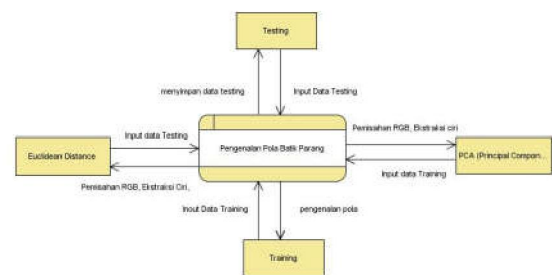 Testing
menyimpan data testing
Input Data Testing
Pemisahan RGB, Ekstraksi ciri
Input data Testing
Pengenalan Pola Batik Parang
Euclidean Distance
PCA (Principal Compon...
Input data Training
Pemisahan RGB, Ekstraksi Ciri,
Inout Data Training
pengenalan pola
Training